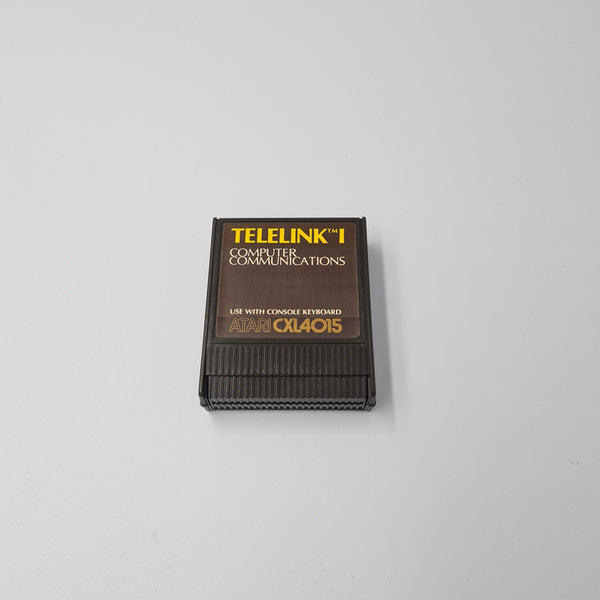 TELELINK™ I
COMPUTER
COMMUNICATIONS
USE WITH CONSOLE KEYBOARD
ATARI CXL4015